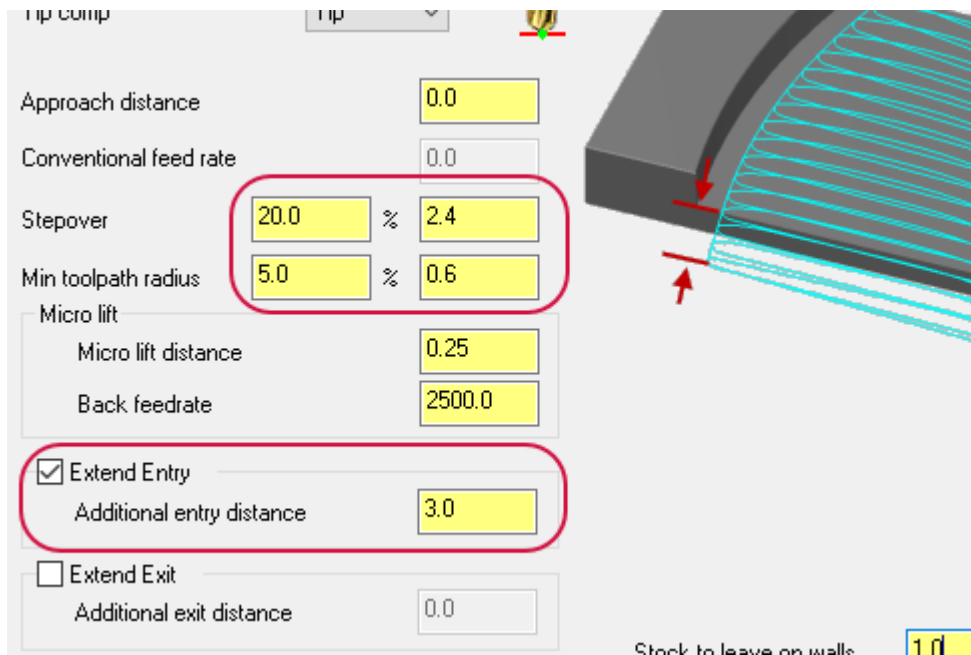 Tip comp Tip
Approach distance 0.0
Conventional feed rate 0.0
Stepover 20.0 % 2.4
Min toolpath radius 5.0 % 0.6
Micro lift
Micro lift distance 0.25
Back feedrate 2500.0
Extend Entry
Additional entry distance 3.0
Extend Exit
Additional exit distance 0.0
Stock to leave on walls 1.0